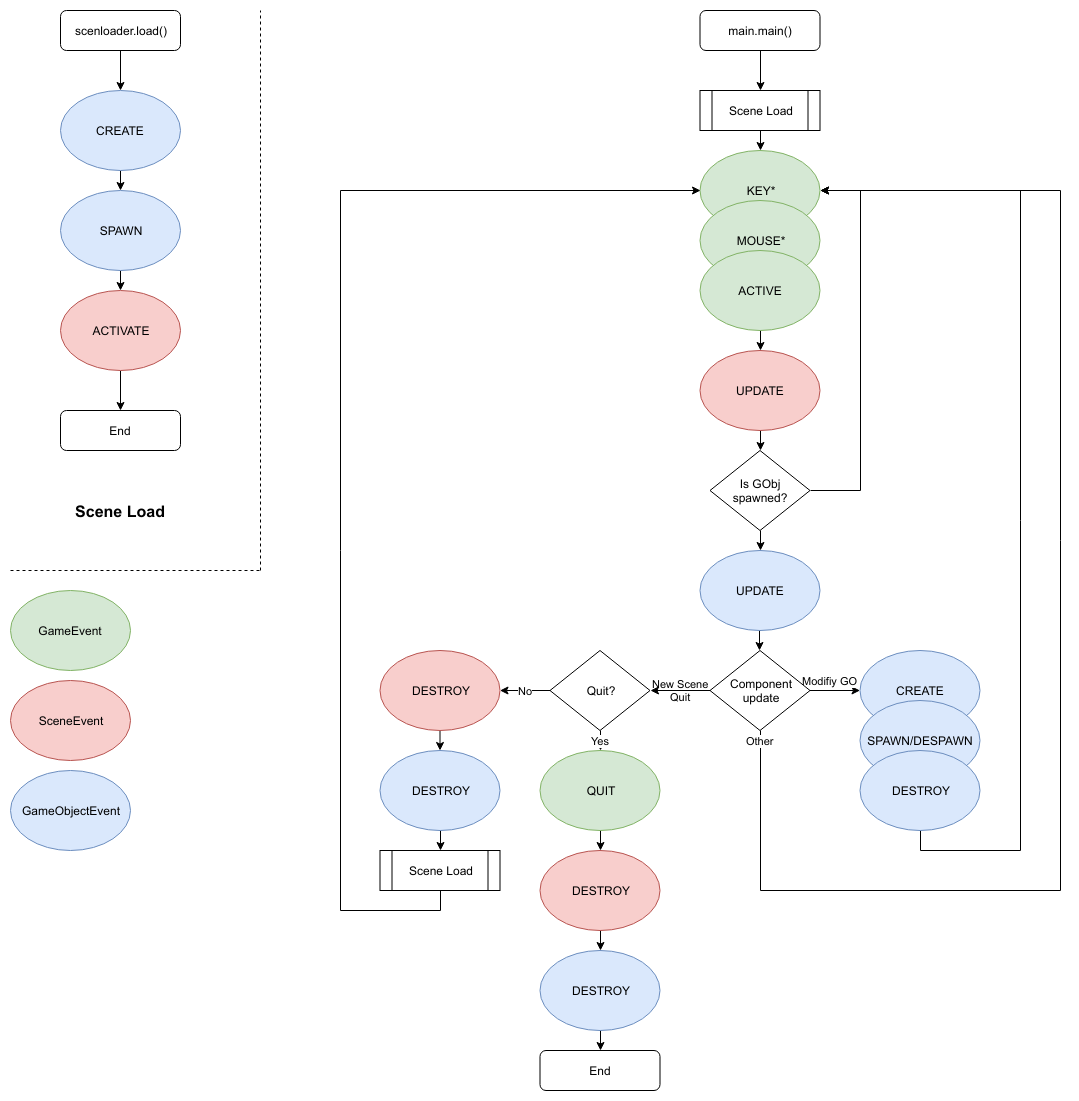 scenloader.load()
CREATE
SPAWN
ACTIVATE
End
Scene Load
GameEvent
SceneEvent
GameObjectEvent
main.main()
Scene Load
KEY*
MOUSE*
ACTIVE
UPDATE
Is GObj
spawned?
UPDATE
Component
update
Modifiy GO
CREATE
SPAWN/DESPAWN
DESTROY
Other
New Scene
Quit
Quit?
No
DESTROY
DESTROY
Scene Load
Yes
QUIT
DESTROY
DESTROY
End